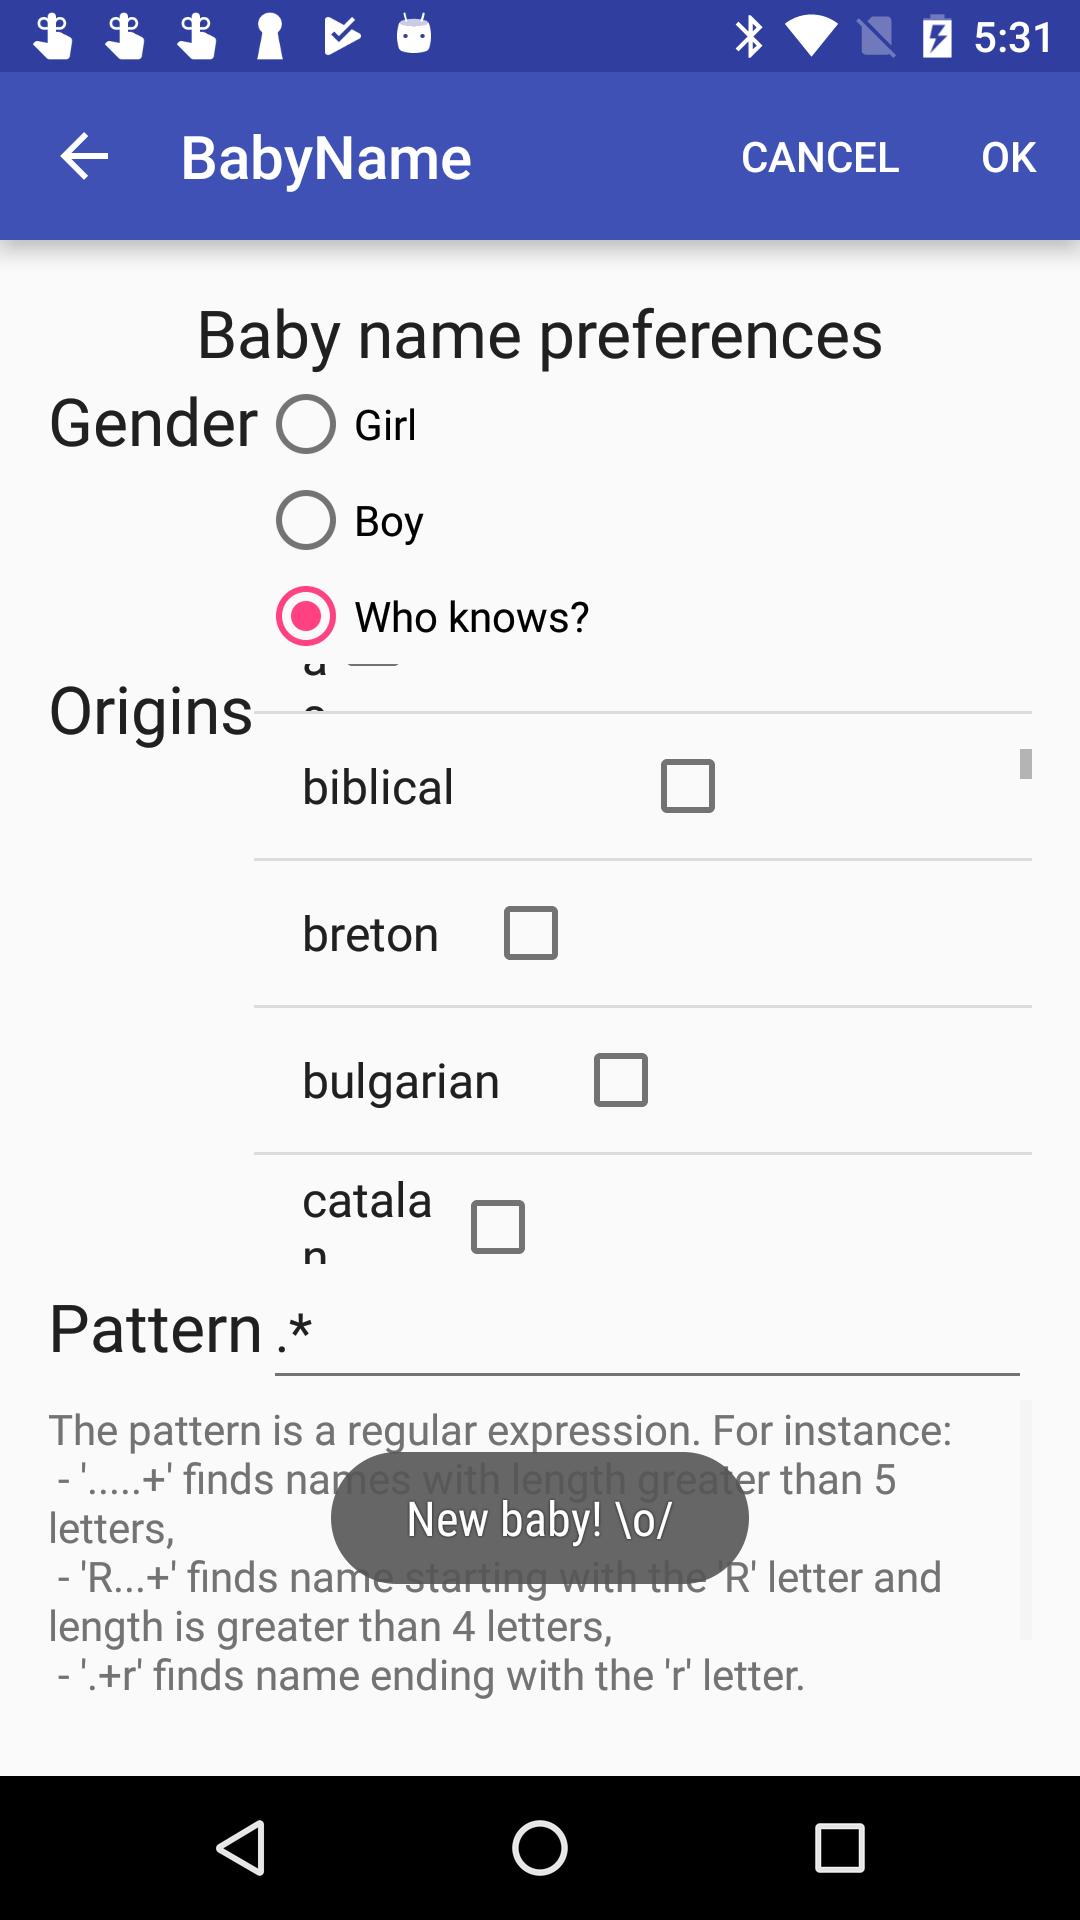 5:31
BabyName
CANCEL
OK
Baby name preferences
Gender
Girl
Boy
Who knows?
Origins
biblical
breton
bulgarian
catala
n
Pattern
.*
The pattern is a regular expression. For instance:
- '.....+' finds names with length greater than 5
letters,
New baby! \o/
- 'R...+' finds name starting with the 'R' letter and
length is greater than 4 letters,
- '.+r' finds name ending with the 'r' letter.